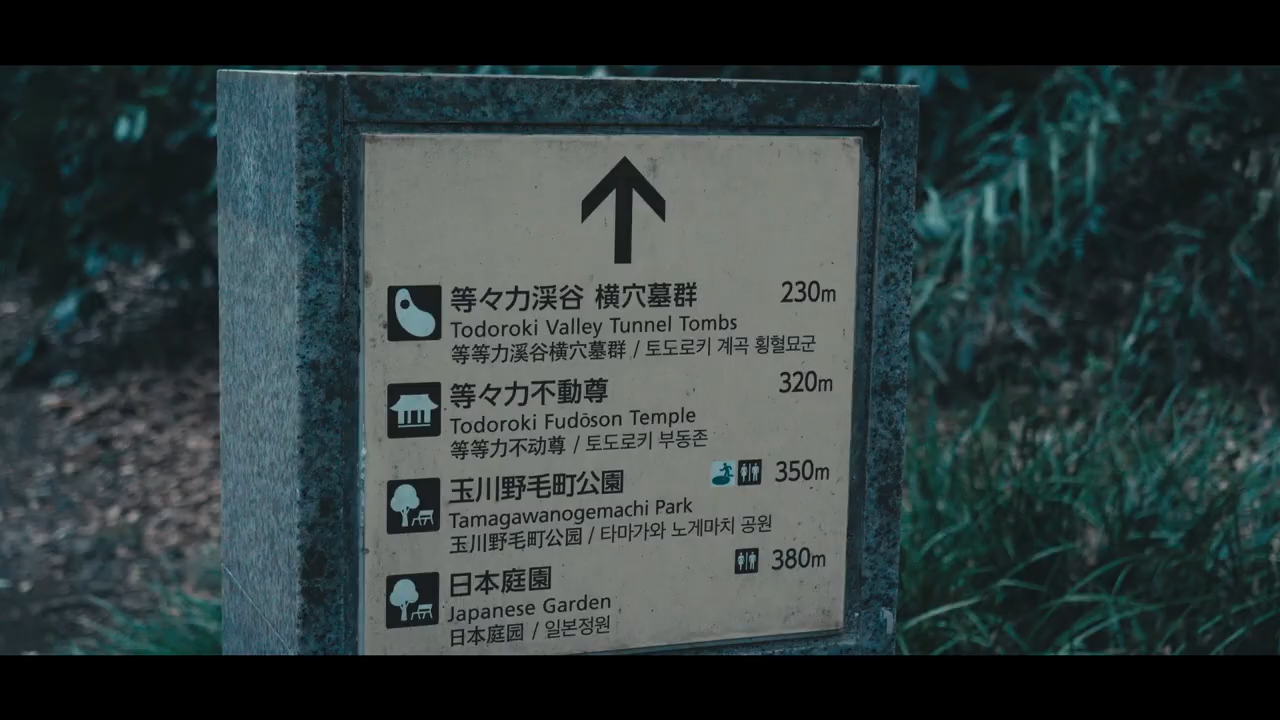 等々力渓谷 横穴墓群 230m
Todoroki Valley Tunnel Tombs
等等力溪谷横穴墓群 / 토도로키 계곡 횡혈묘군
等々力不動尊 320m
Todoroki Fudōson Temple
等等力不动尊 / 토도로키 부동존
玉川野毛町公園 350m
Tamagawanogemachi Park
玉川野毛町公园 / 타마가와 노게마치 공원
日本庭園 380m
Japanese Garden
日本庭园 / 일본정원